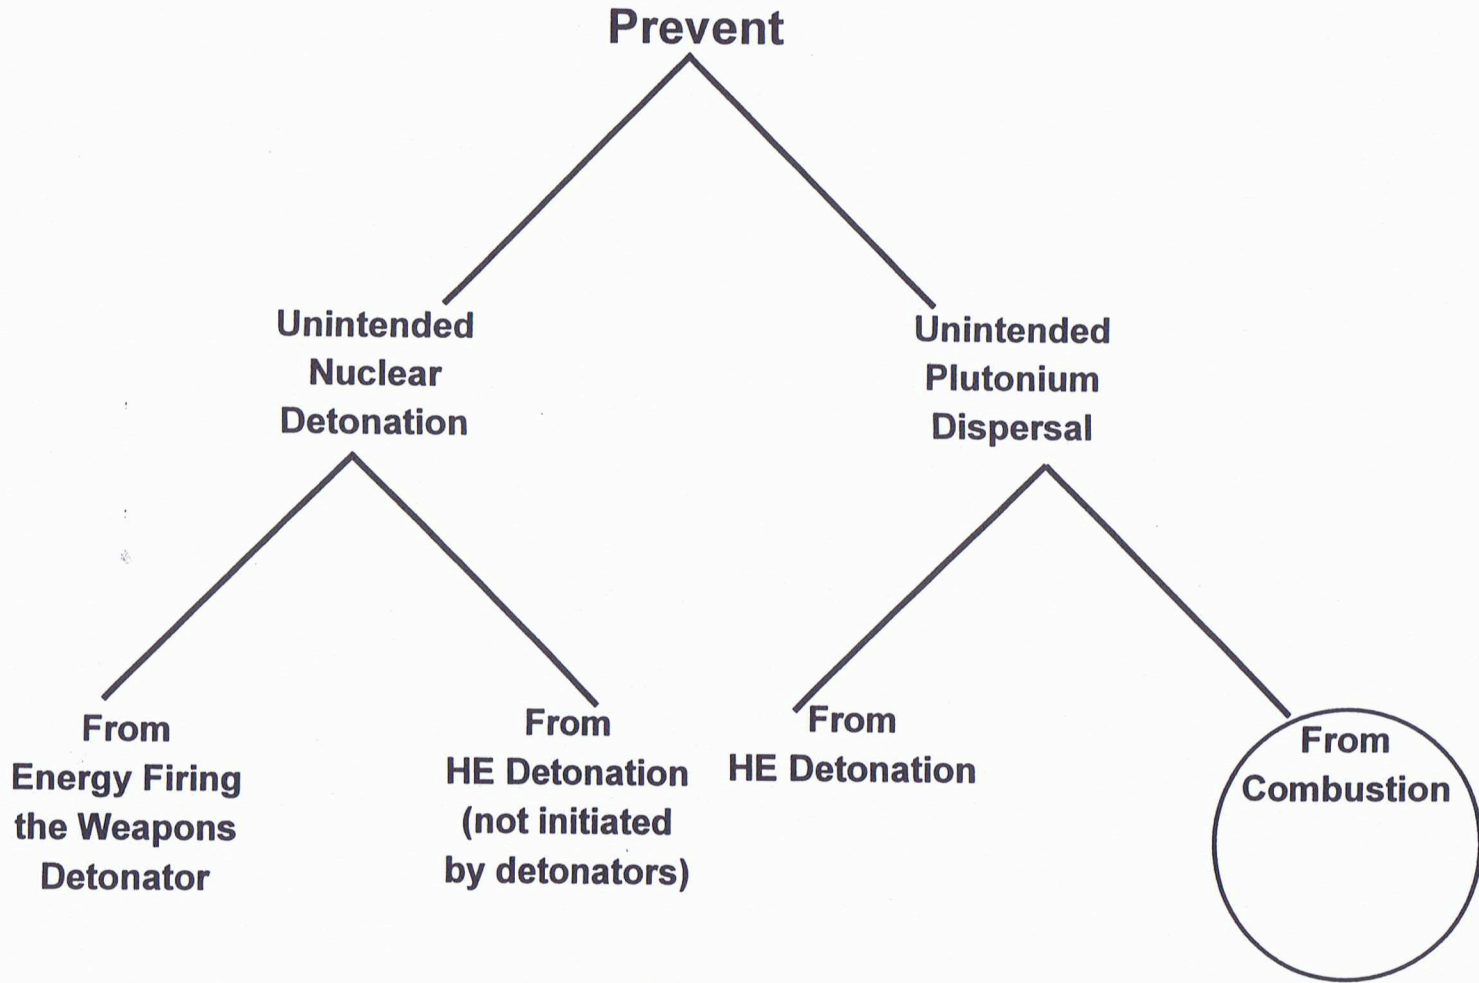 Prevent
Unintended
Nuclear
Detonation
Unintended
Plutonium
Dispersal
From
Energy Firing
the Weapons
Detonator
From
HE Detonation
(not initiated
by detonators)
From
HE Detonation
From
Combustion